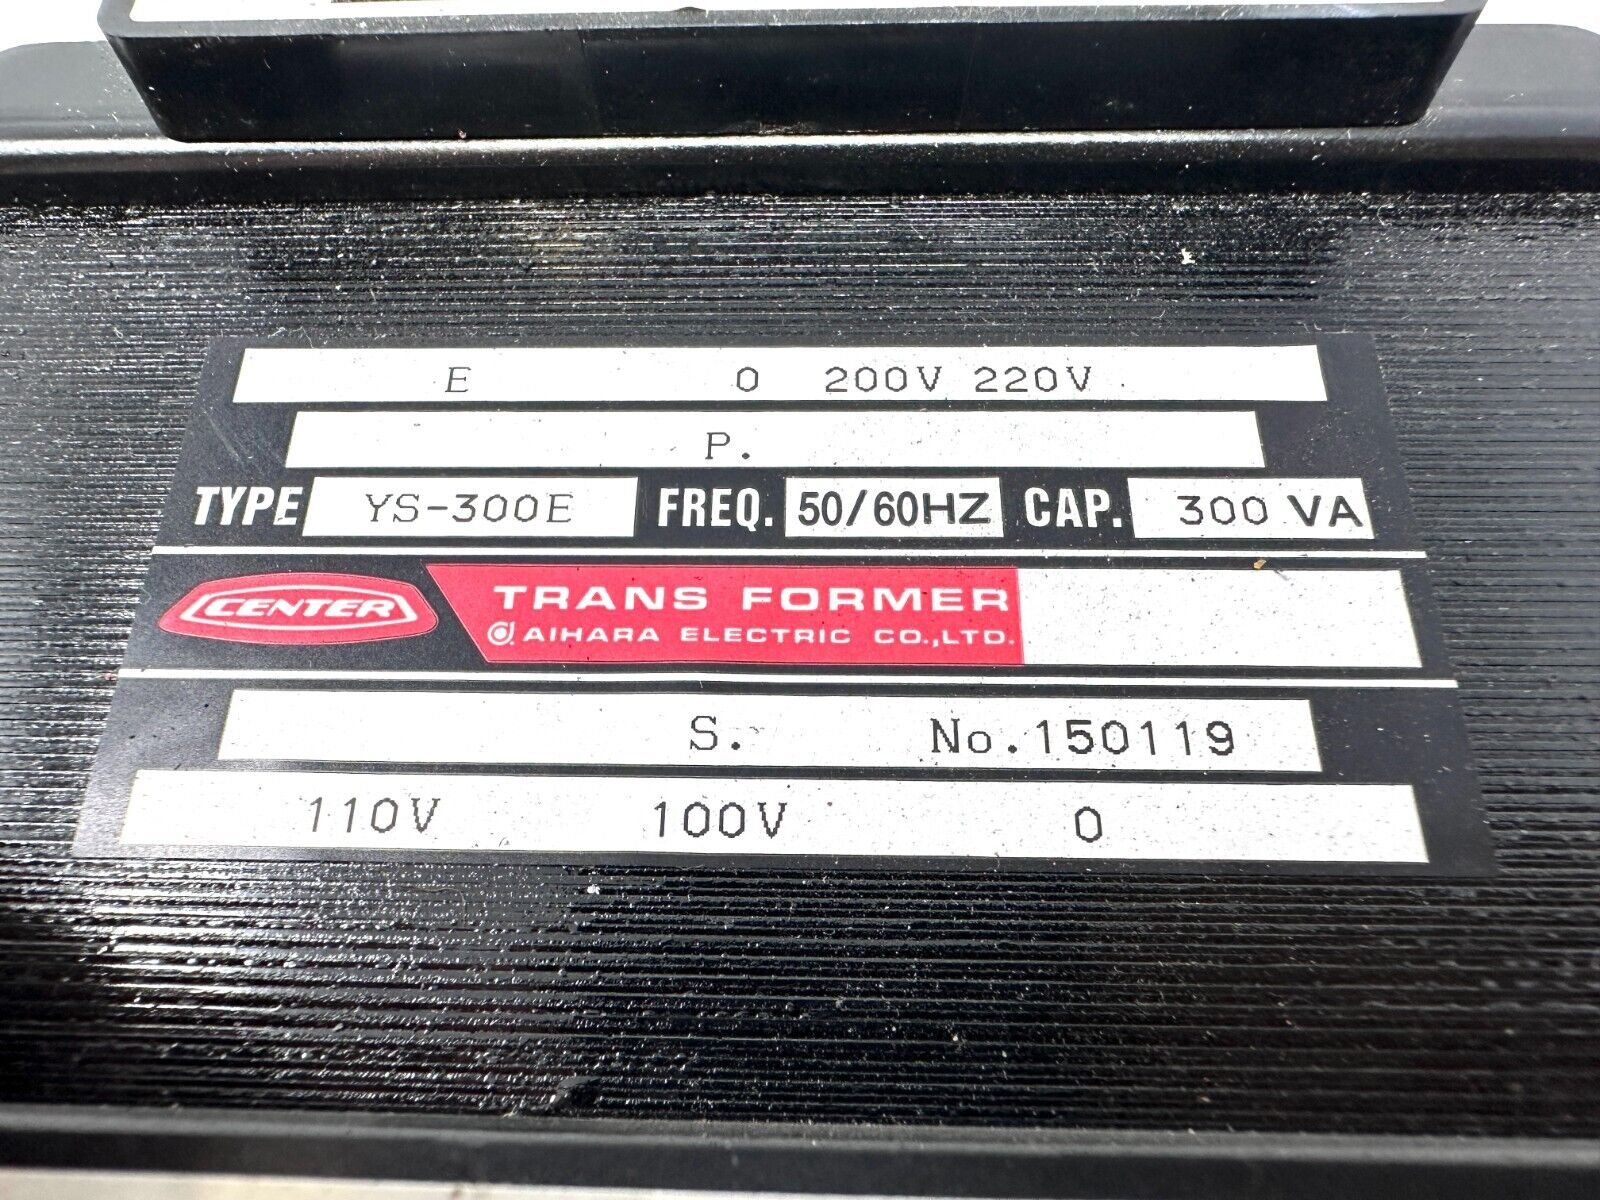 E 0 200V 220V
P.
TYPE YS-300E FREQ. 50/60HZ CAP. 300 VA
CENTER TRANS FORMER
AIHARA ELECTRIC CO.,LTD.
S. No.150119
110V 100V 0